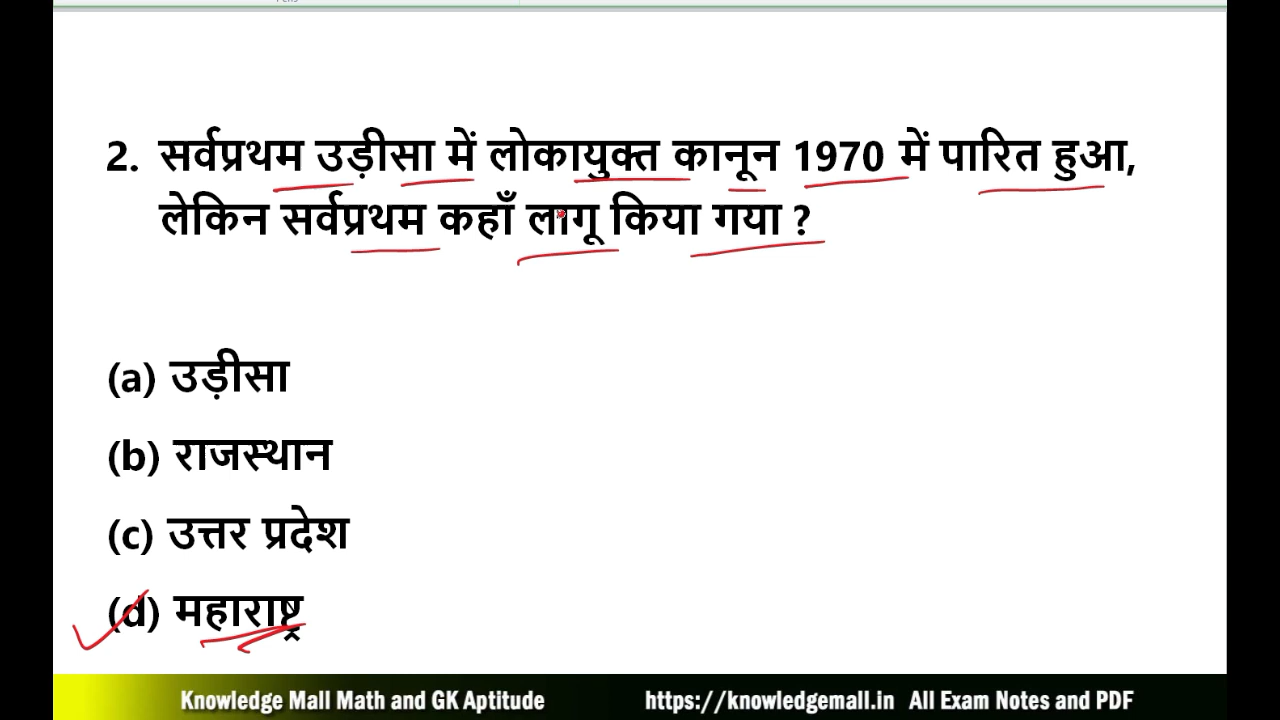 2. सर्वप्रथम उड़ीसा में लोकायुक्त कानून 1970 में पारित हुआ,
लेकिन सर्वप्रथम कहाँ लागू किया गया ?
(a) उड़ीसा
(b) राजस्थान
(c) उत्तर प्रदेश
(d) महाराष्ट्र
Knowledge Mall Math and GK Aptitude https://knowledgemall.in All Exam Notes and PDF